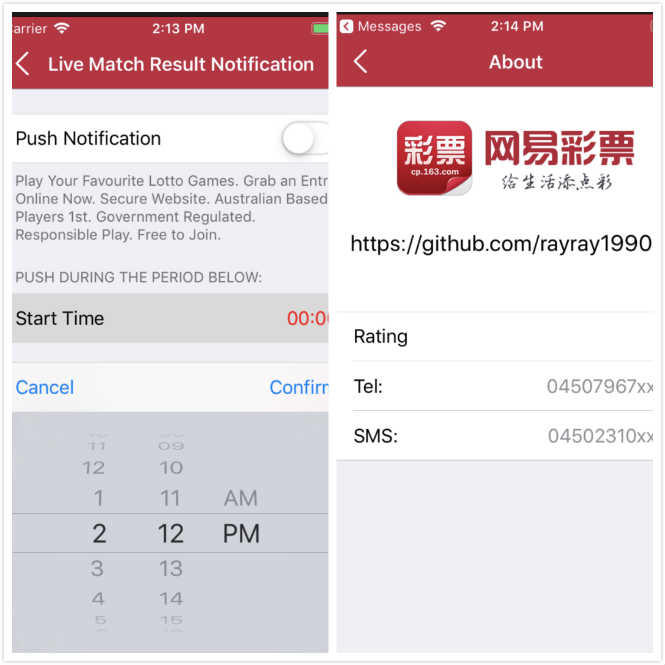 arrier
2:13 PM
Live Match Result Notification
Push Notification
Play Your Favourite Lotto Games. Grab an Entr
Online Now. Secure Website. Australian Based
Players 1st. Government Regulated.
Responsible Play. Free to Join.
PUSH DURING THE PERIOD BELOW:
Start Time
00:0
Cancel
Confirm
11 09
12 10
1 11 AM
2 12 PM
3 13
4 14
5 15
Messages
2:14 PM
About
彩票
cp.163.com
网易彩票
给生活添点彩
https://github.com/rayray1990
Rating
Tel:
04507967xx
SMS:
04502310xx